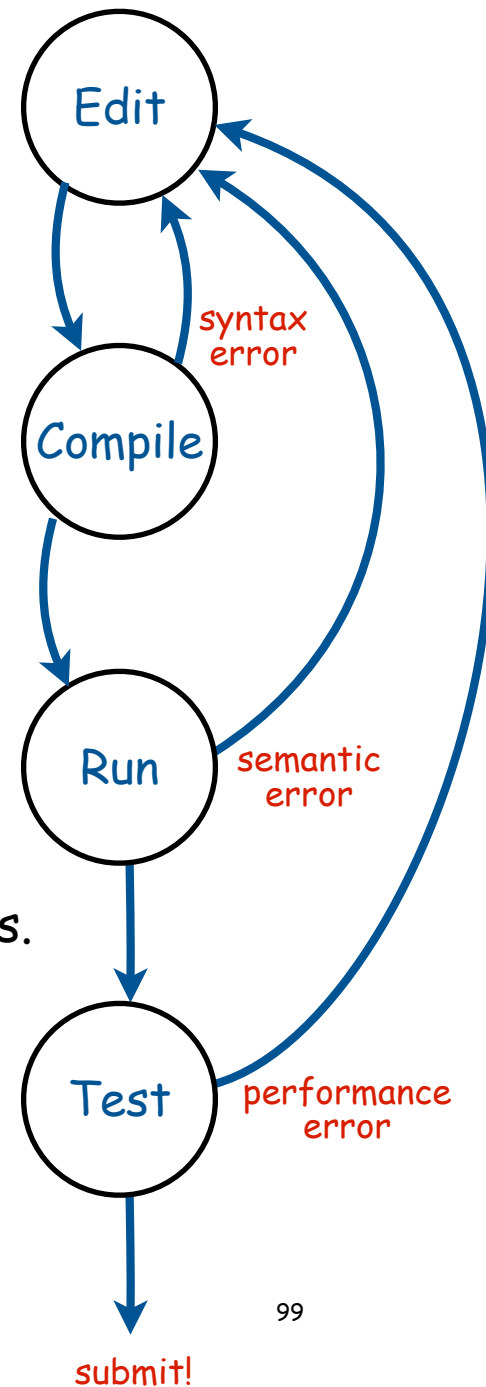 Edit
syntax
error
Compile
Run
semantic
error
s.
Test
performance
error
99
submit!